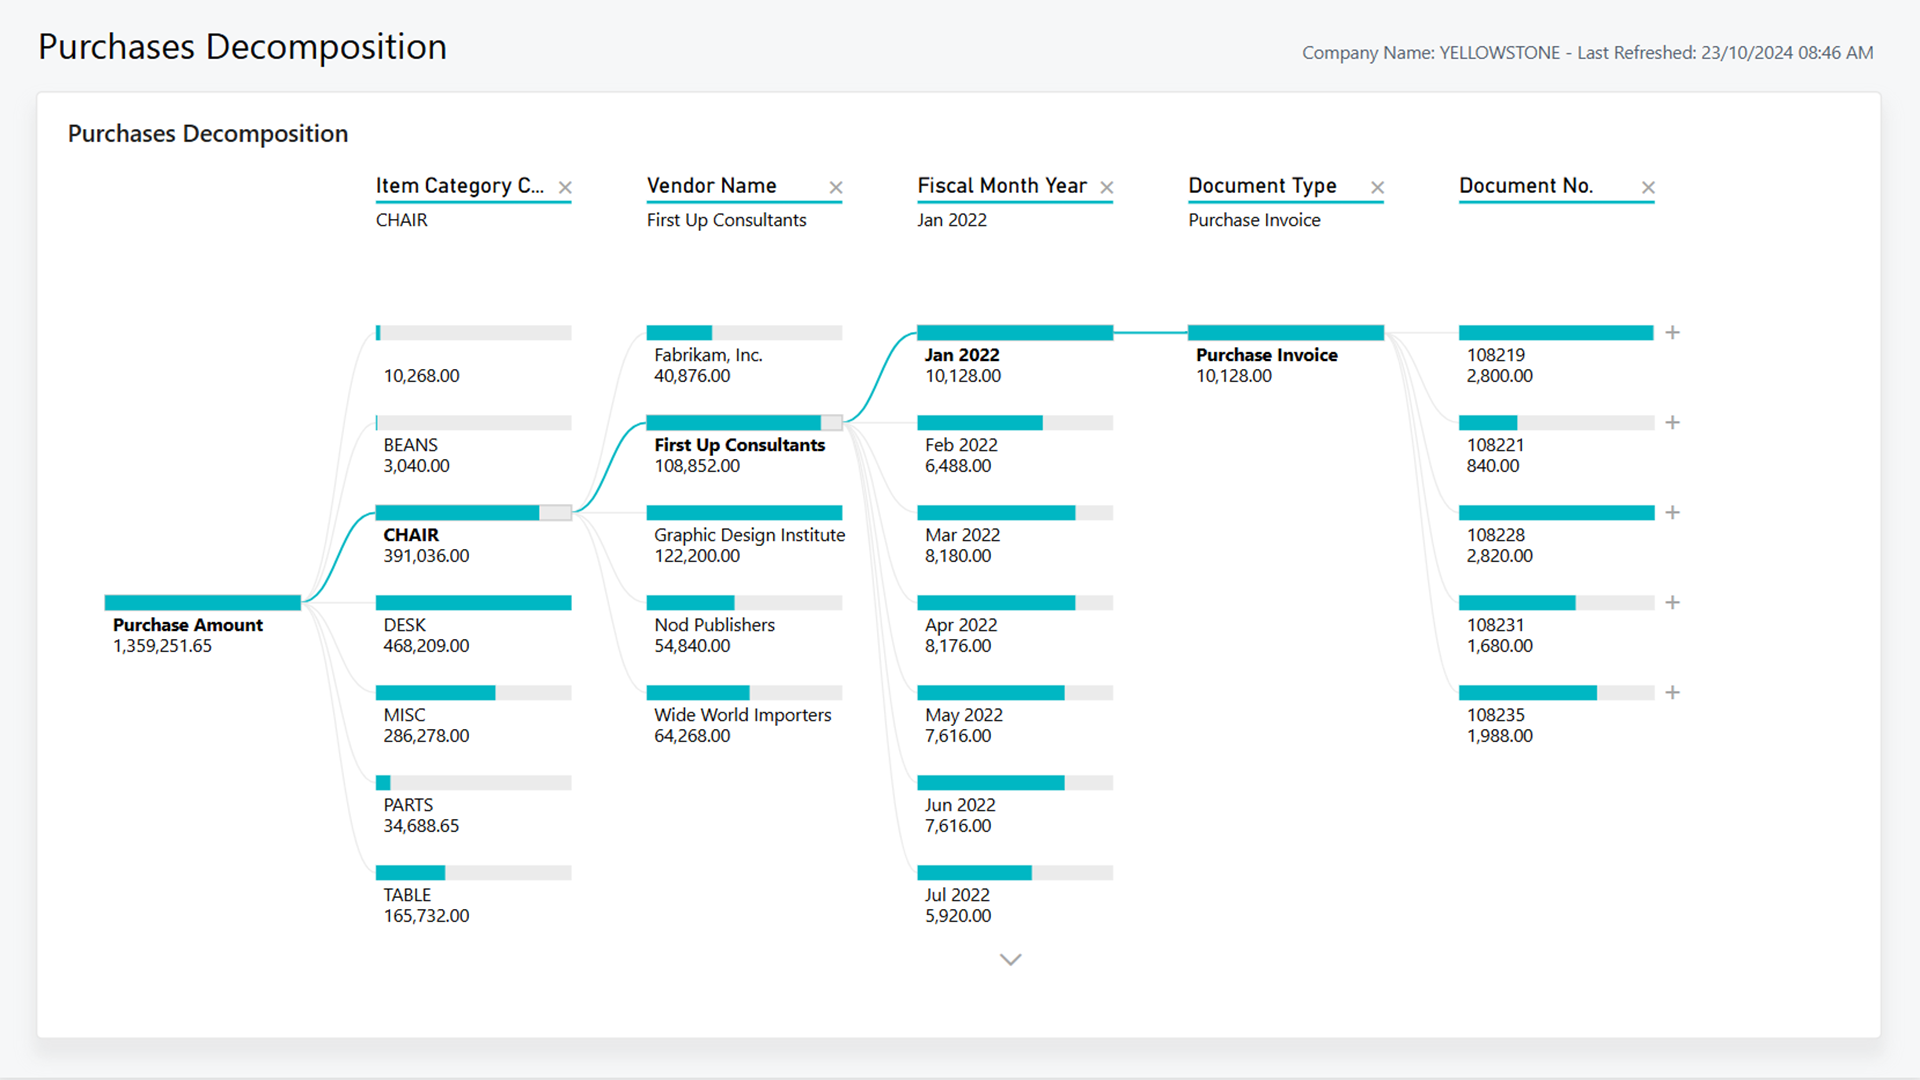 Purchases Decomposition
Company Name: YELLOWSTONE - Last Refreshed: 23/10/2024 08:46 AM
Purchases Decomposition
Item Category C...
CHAIR
Vendor Name
First Up Consultants
Fiscal Month Year
Jan 2022
Document Type
Purchase Invoice
Document No.
Purchase Amount
1,359,251.65
10,268.00
BEANS
3,040.00
CHAIR
391,036.00
DESK
468,209.00
MISC
286,278.00
PARTS
34,688.65
TABLE
165,732.00
Fabrikam, Inc.
40,876.00
First Up Consultants
108,852.00
Graphic Design Institute
122,200.00
Nod Publishers
54,840.00
Wide World Importers
64,268.00
Jan 2022
10,128.00
Feb 2022
6,488.00
Mar 2022
8,180.00
Apr 2022
8,176.00
May 2022
7,616.00
Jun 2022
7,616.00
Jul 2022
5,920.00
Purchase Invoice
10,128.00
108219
2,800.00
108221
840.00
108228
2,820.00
108231
1,680.00
108235
1,988.00